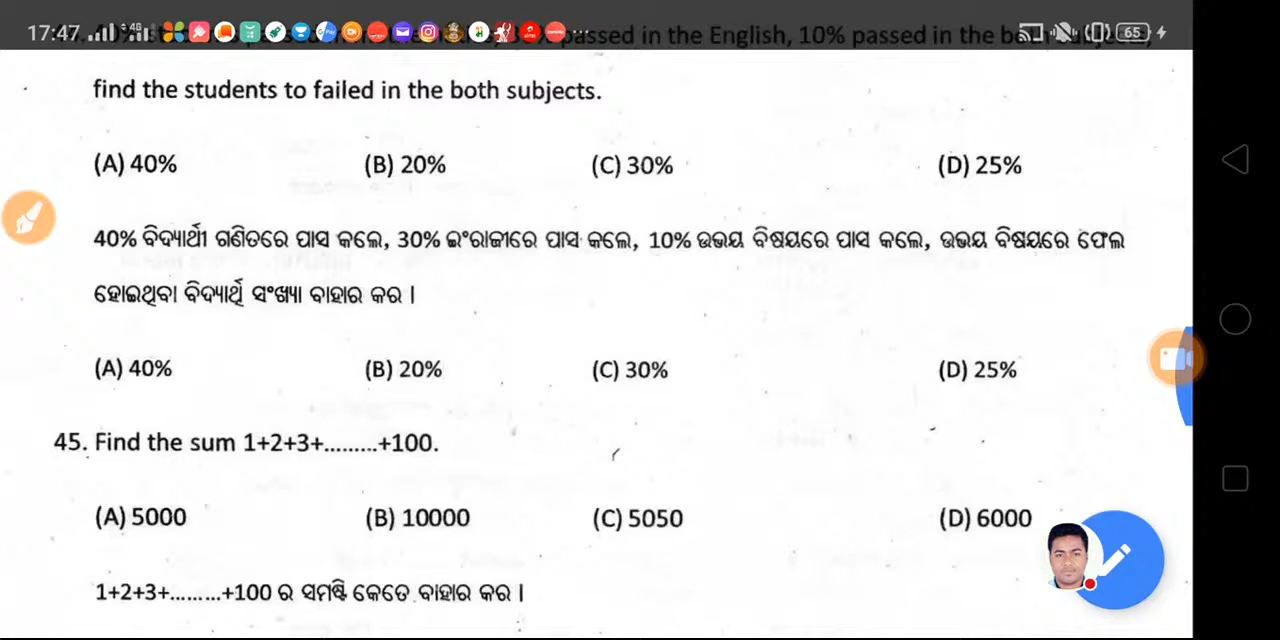 17:47
65
passed in the English, 10% passed in the both subjects,
find the students to failed in the both subjects.
(A) 40% (B) 20% (C) 30% (D) 25%
40% ବିଦ୍ୟାର୍ଥୀ ଗଣିତରେ ପାସ କଲେ, 30% ଇଂରାଜୀରେ ପାସ କଲେ, 10% ଉଭୟ ବିଷୟରେ ପାସ କଲେ, ଉଭୟ ବିଷୟରେ ଫେଲ
ହୋଇଥିବା ବିଦ୍ୟାର୍ଥି ସଂଖ୍ୟା ବାହାର କର ।
(A) 40% (B) 20% (C) 30% (D) 25%
45. Find the sum 1+2+3+.........+100.
(A) 5000 (B) 10000 (C) 5050 (D) 6000
1+2+3+.........+100 ର ସମଷ୍ଟି କେତେ ବାହାର କର ।